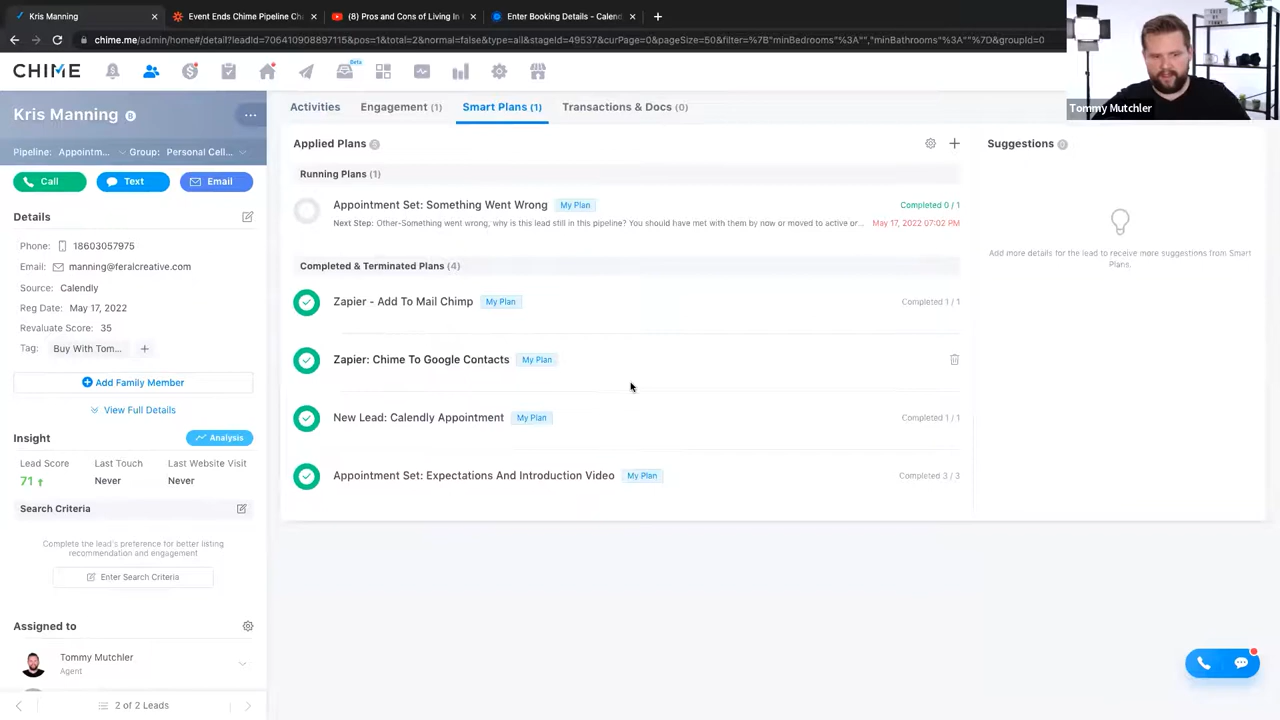 Kris Manning
Event Ends Chime Pipeline Ch
(8) Pros and Cons of Living In
Enter Booking Details - Calend
chime.me/admin/home#/detail?leadId=706410908897115&pos=1&total=2&normal=false&type=all&stageId=49537&curPage=0&pageSize=50&filter=%7B"minBedrooms"%3A"","minBathrooms"%3A""%7D&groupId=0
CHIME
Beta
Tommy Mutchler
Kris Manning B
Pipeline: Appointm... Group: Personal Cell...
Call
Text
Email
Details
Phone: 18603057975
Email: manning@feralcreative.com
Source: Calendly
Reg Date: May 17, 2022
Revaluate Score: 35
Tag: Buy With Tom... +
Add Family Member
View Full Details
Insight
Analysis
Lead Score Last Touch Last Website Visit
71 Never Never
Search Criteria
Complete the lead's preference for better listing
recommendation and engagement
Enter Search Criteria
Assigned to
Tommy Mutchler
Agent
2 of 2 Leads
Activities
Engagement (1)
Smart Plans (1)
Transactions & Docs (0)
Applied Plans 5
Running Plans (1)
Appointment Set: Something Went Wrong My Plan Completed 0 / 1
Next Step: Other-Something went wrong, why is this lead still in this pipeline? You should have met with them by now or moved to active or... May 17, 2022 07:02 PM
Completed & Terminated Plans (4)
Zapier - Add To Mail Chimp My Plan Completed 1 / 1
Zapier: Chime To Google Contacts My Plan
New Lead: Calendly Appointment My Plan Completed 1 / 1
Appointment Set: Expectations And Introduction Video My Plan Completed 3 / 3
Suggestions 0
Add more details for the lead to receive more suggestions from Smart
Plans.